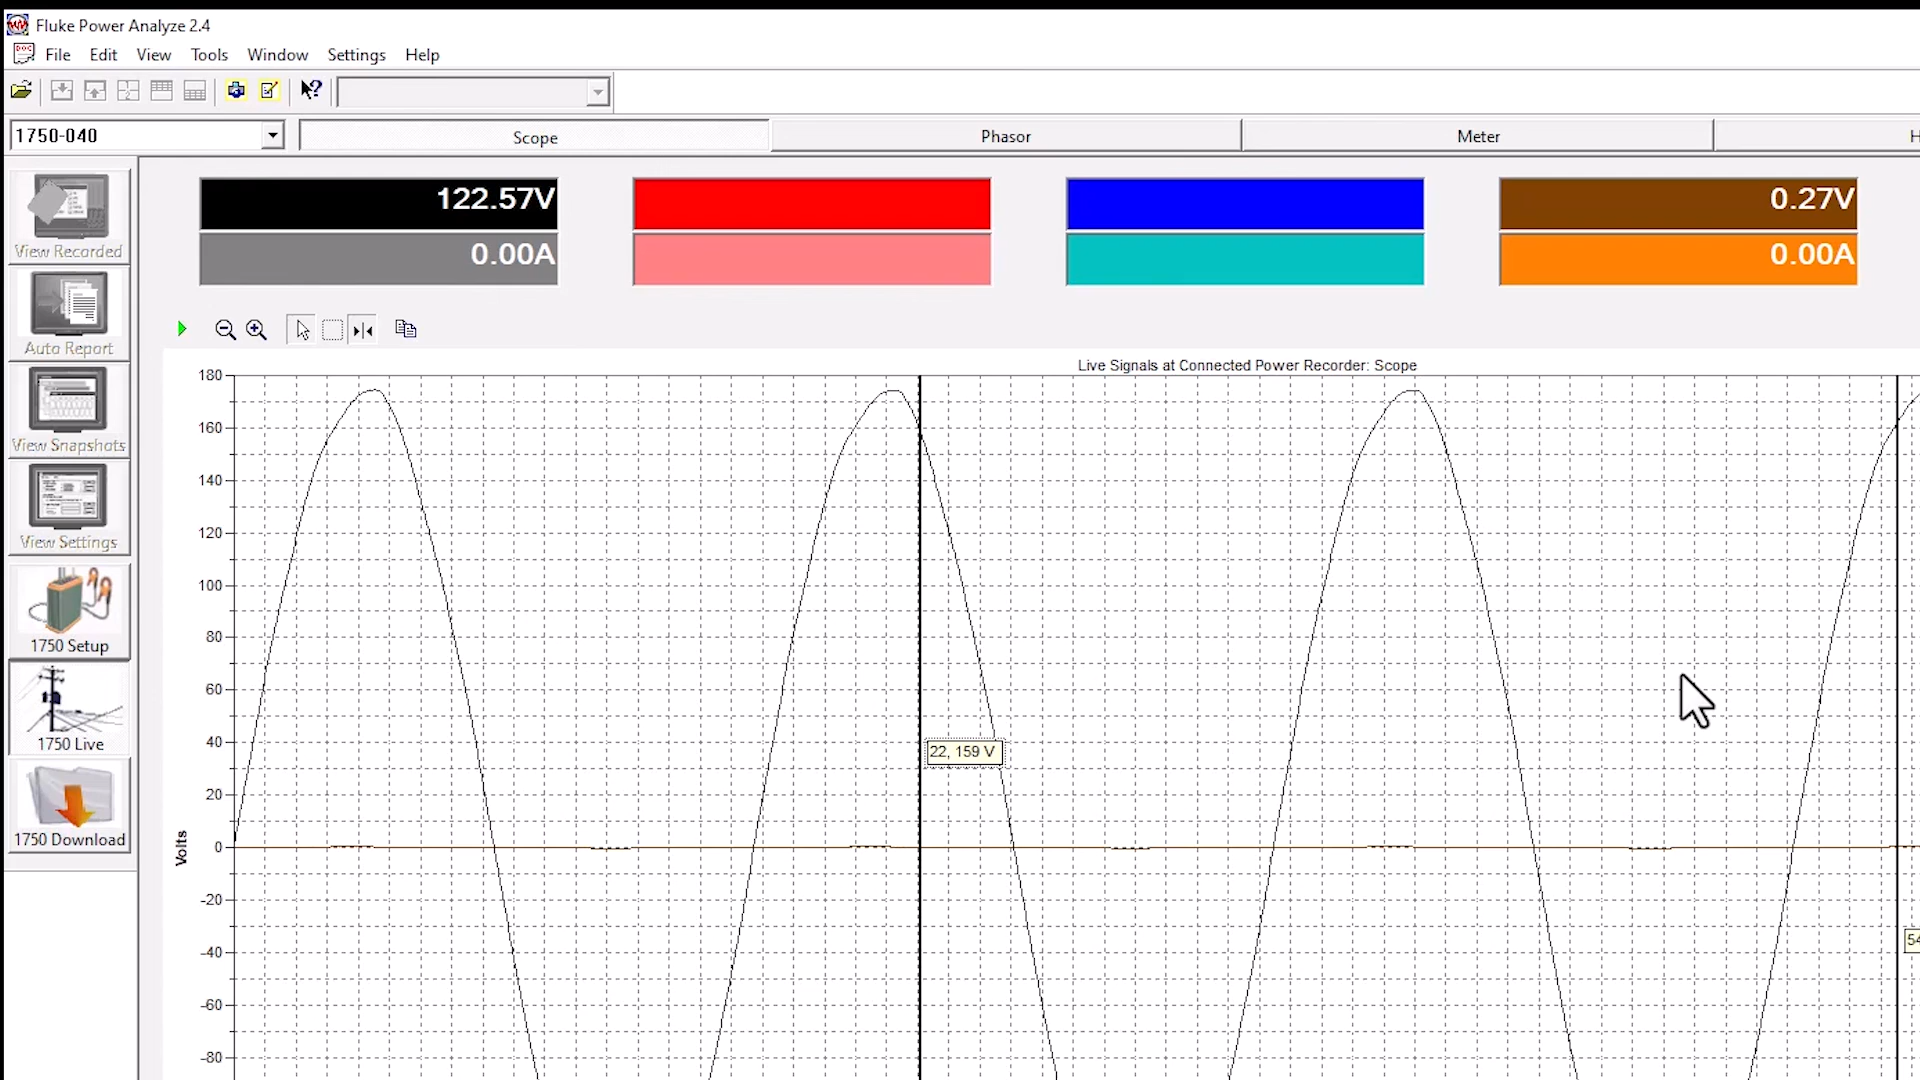 Fluke Power Analyze 2.4
File Edit View Tools Window Settings Help
1750-040
Scope Phasor Meter H
122.57V
0.00A
0.27V
0.00A
View Recorded
Auto Report
View Snapshots
View Settings
1750 Setup
1750 Live
1750 Download
Live Signals at Connected Power Recorder: Scope
180
160
140
120
100
80
60
40
20
0
-20
-40
-60
-80
Volts
22, 159 V
54